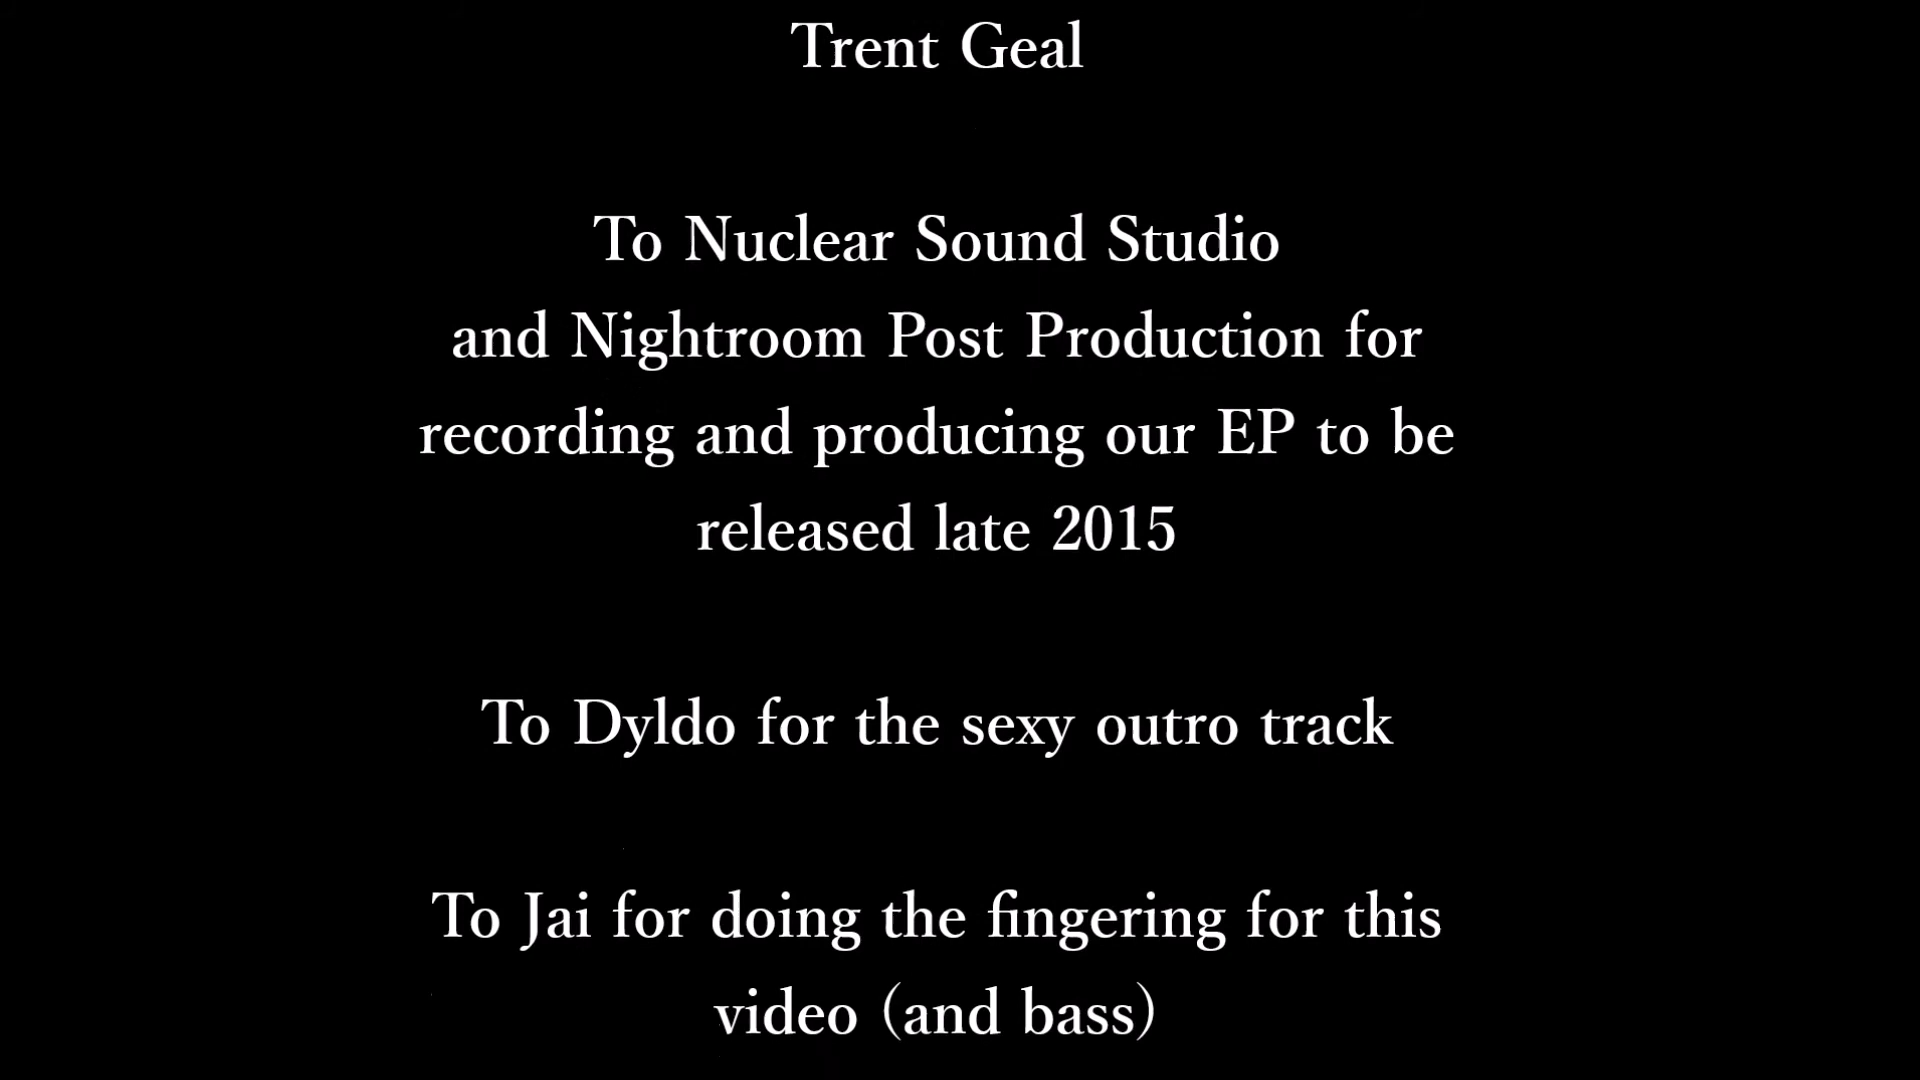 Trent Geal
To Nuclear Sound Studio
and Nightroom Post Production for
recording and producing our EP to be
released late 2015
To Dyldo for the sexy outro track
To Jai for doing the fingering for this
video (and bass)